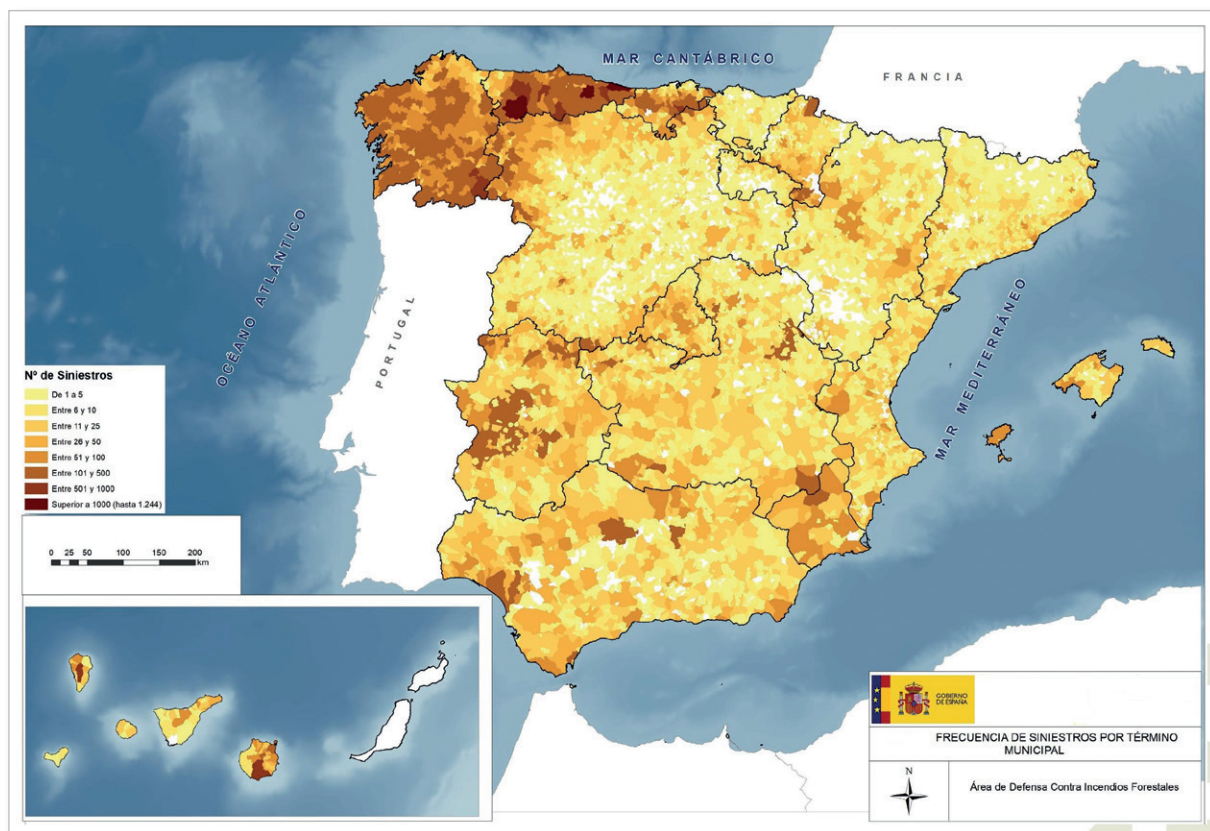 MAR CANTÁBRICO
FRANCIA
OCÉANO ATLÁNTICO
PORTUGAL
MAR MEDITERRÁNEO
Nº de Siniestros
De 1 a 5
Entre 6 y 10
Entre 11 y 25
Entre 26 y 50
Entre 51 y 100
Entre 101 y 500
Entre 501 y 1000
Superior a 1000 (hasta 1.244)
0 25 50 100 150 200
km
GOBIERNO
DE ESPAÑA
FRECUENCIA DE SINIESTROS POR TÉRMINO
MUNICIPAL
N
Área de Defensa Contra Incendios Forestales